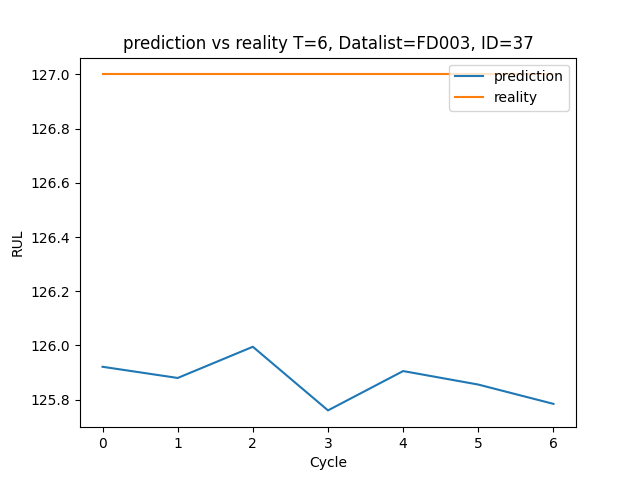 prediction vs reality T=6, Datalist=FD003, ID=37
127.0
126.8
126.6
126.4
126.2
126.0
125.8
RUL
prediction
reality
0 1 2 3 4 5 6
Cycle